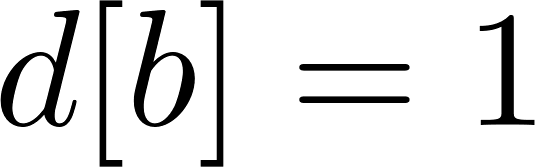 d[b] = 1